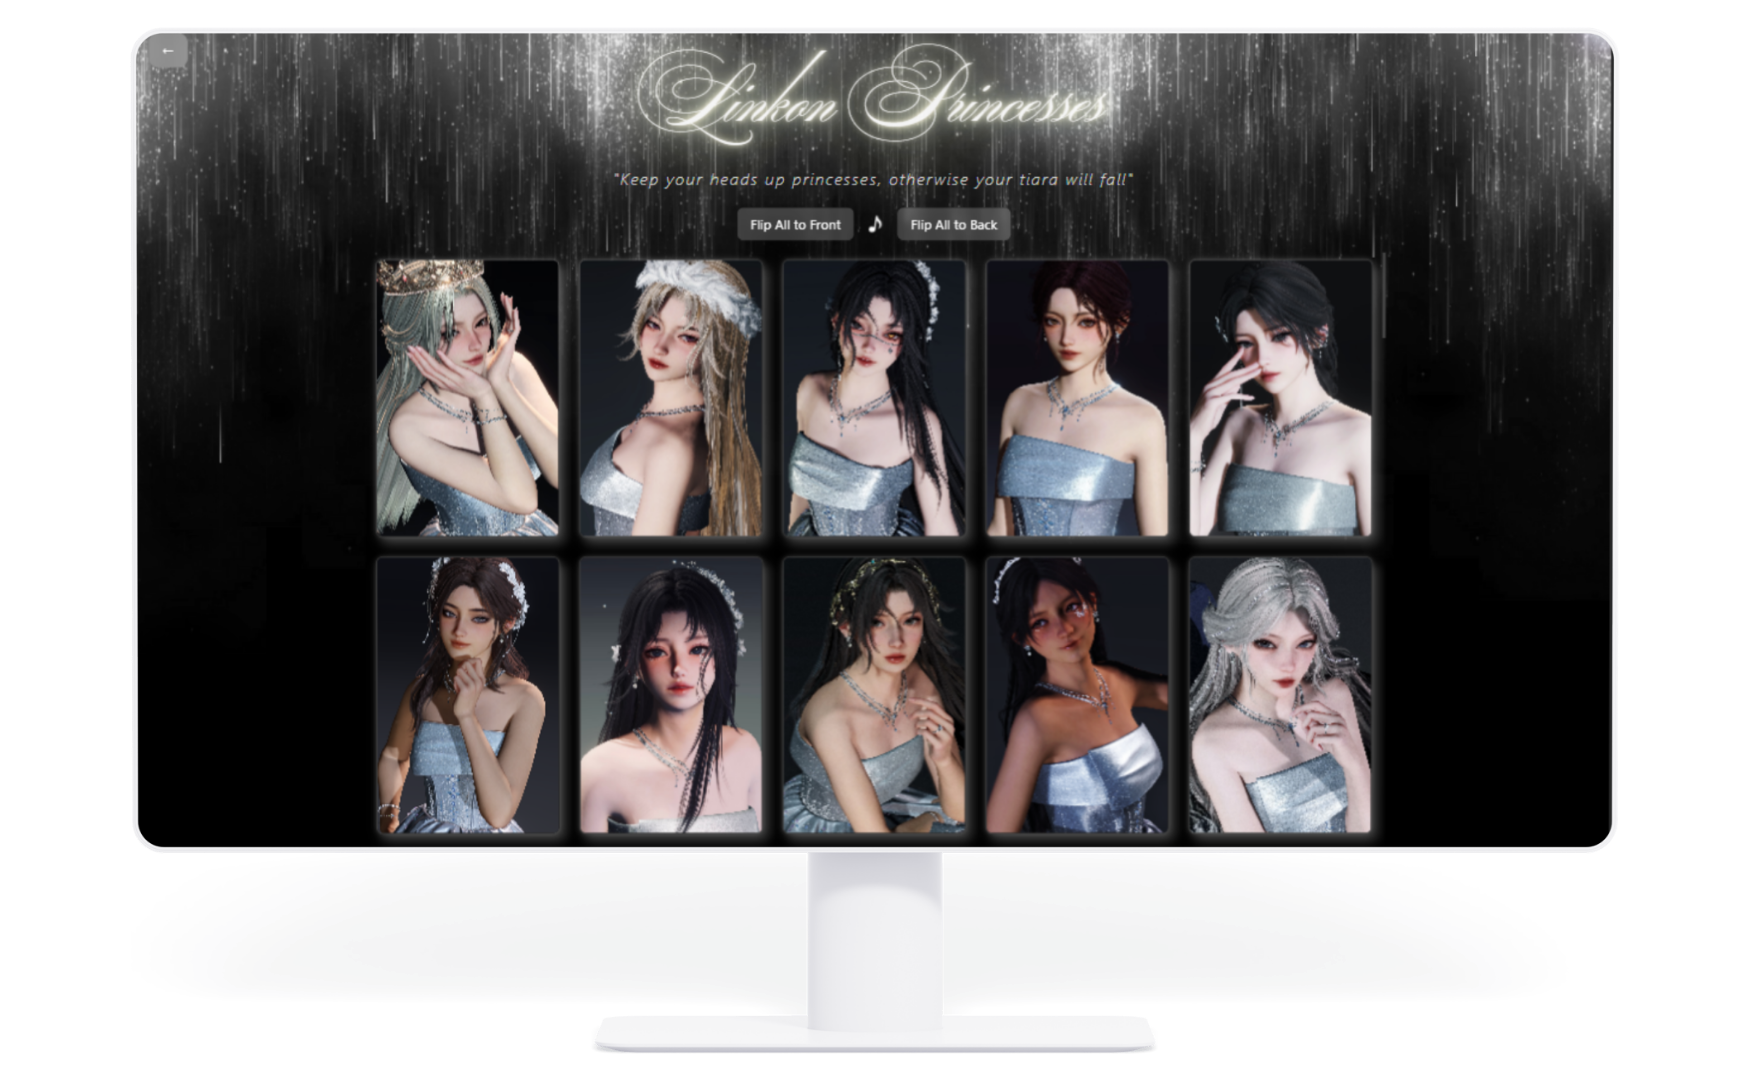 ←
Linkon Princesses
"Keep your heads up princesses, otherwise your tiara will fall"
Flip All to Front ♪ Flip All to Back